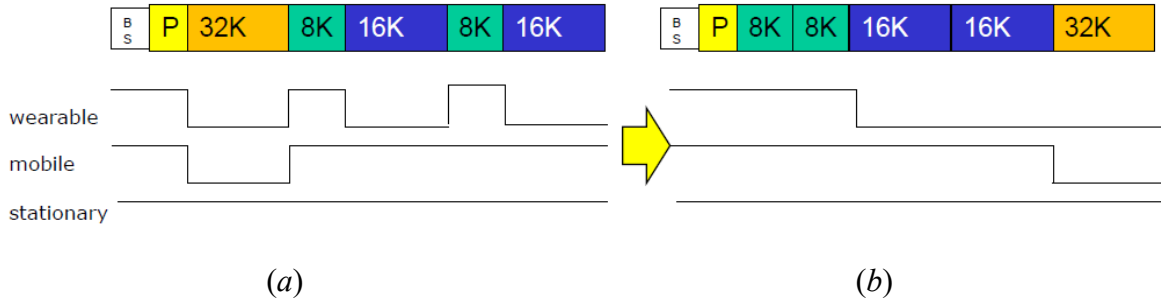 B S P 32K 8K 16K 8K 16K
B S P 8K 8K 16K 16K 32K
wearable
mobile
stationary
(a)
(b)